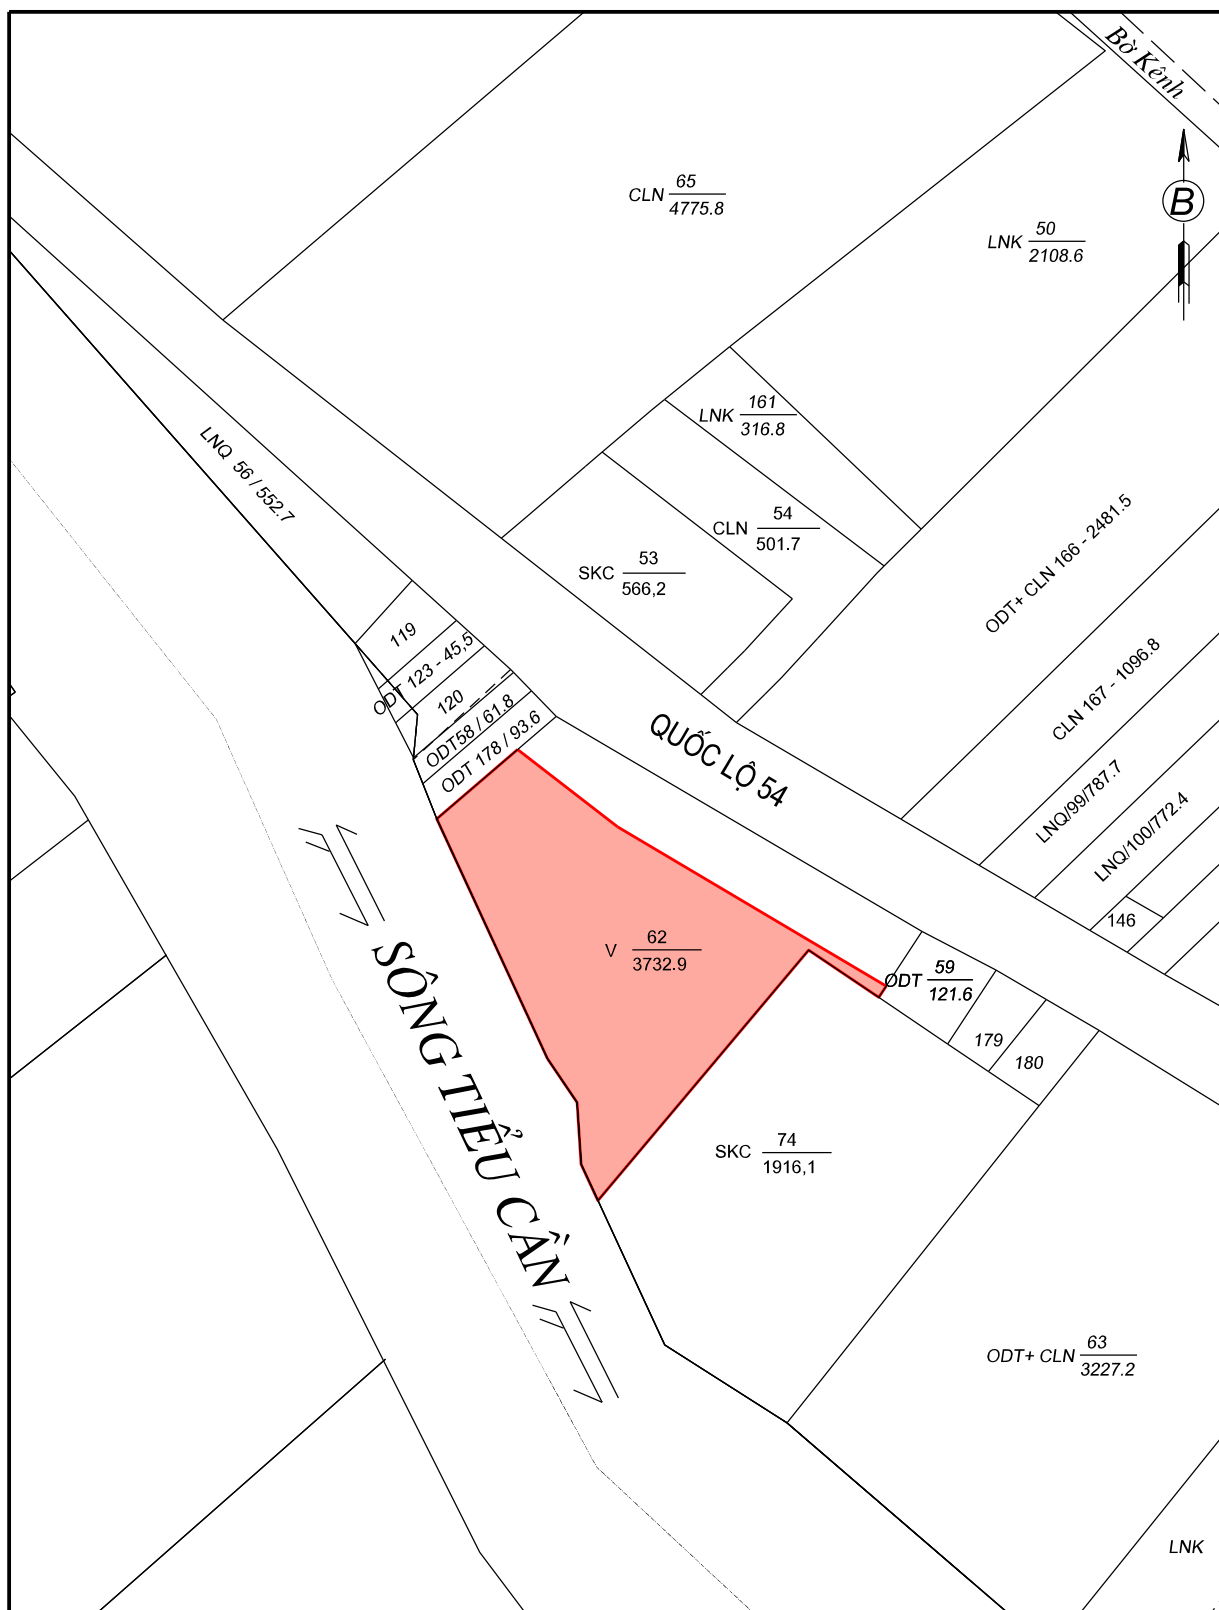 Bờ Kênh
CLN 65
4775.8
B
LNK 50
2108.6
LNK 161
316.8
LNQ 56 / 552.7
CLN 54
501.7
SKC 53
566,2
ODT+ CLN 166 - 2481.5
119
ODT 123 - 45,5
120
ODT58 / 61.8
ODT 178 / 93.6
CLN 167 - 1096.8
QUỐC LỘ 54
LNQ/99/787.7
LNQ/100/772.4
146
V 62
3732.9
ODT 59
121.6
179
180
SÔNG TIỂU CẦN
SKC 74
1916,1
ODT+ CLN 63
3227.2
LNK